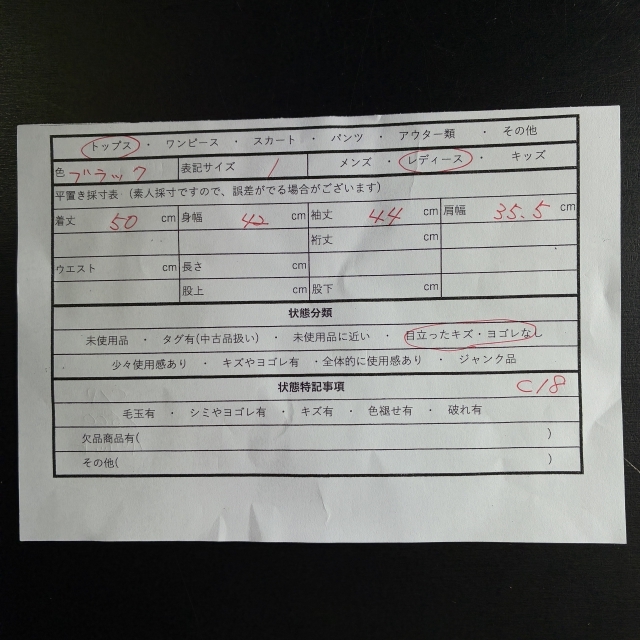 トップス ・ ワンピース ・ スカート ・ パンツ ・ アウター類 ・ その他
色 ブラック 表記サイズ 1 メンズ ・ レディース ・ キッズ
平置き採寸表 (素人採寸ですので、誤差がでる場合がございます)
着丈 50 cm 身幅 42 cm 袖丈 44 cm 肩幅 35.5 cm
裄丈 cm
ウエスト cm 長さ cm
股上 cm 股下 cm
状態分類
未使用品 ・ タグ有(中古品扱い) ・ 未使用品に近い ・ 目立ったキズ・ヨゴレなし
少々使用感あり ・ キズやヨゴレ有 ・全体的に使用感あり ・ ジャンク品
状態特記事項 C18
毛玉有 ・ シミやヨゴレ有 ・ キズ有 ・ 色褪せ有 ・ 破れ有
欠品商品有( )
その他( )